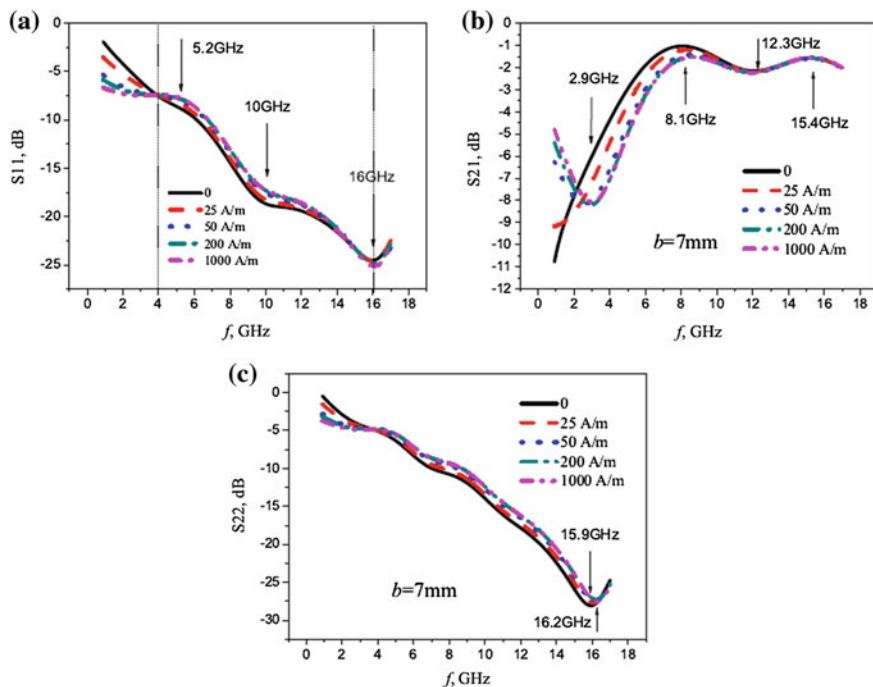 (a)
0
-5
-10
-15
-20
-25
S11, dB
5.2GHz
10GHz
16GHz
0
25 A/m
50 A/m
200 A/m
1000 A/m
0 2 4 6 8 10 12 14 16 18
f, GHz
(b)
0
-1
-2
-3
-4
-5
-6
-7
-8
-9
-10
-11
-12
S21, dB
2.9GHz
12.3GHz
8.1GHz
15.4GHz
0
25 A/m
50 A/m
200 A/m
1000 A/m
b=7mm
0 2 4 6 8 10 12 14 16 18
f, GHz
(c)
0
-5
-10
-15
-20
-25
-30
S22, dB
0
25 A/m
50 A/m
200 A/m
1000 A/m
15.9GHz
b=7mm
16.2GHz
0 2 4 6 8 10 12 14 16 18
f, GHz